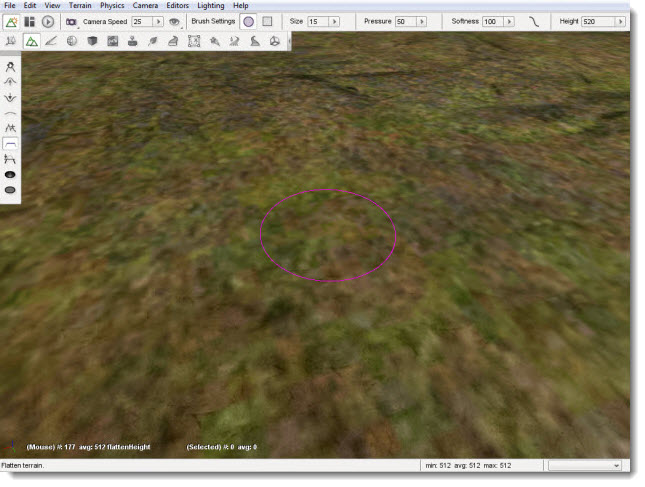 File Edit View Terrain Physics Camera Editors Lighting Help
Camera Speed 25 Brush Settings Size 15 Pressure 50 Softness 100 Height 520
(Mouse) #: 177 avg: 512 flattenHeight (Selected) #: 0 avg: 0
Flatten terrain. min: 512 avg: 512 max: 512